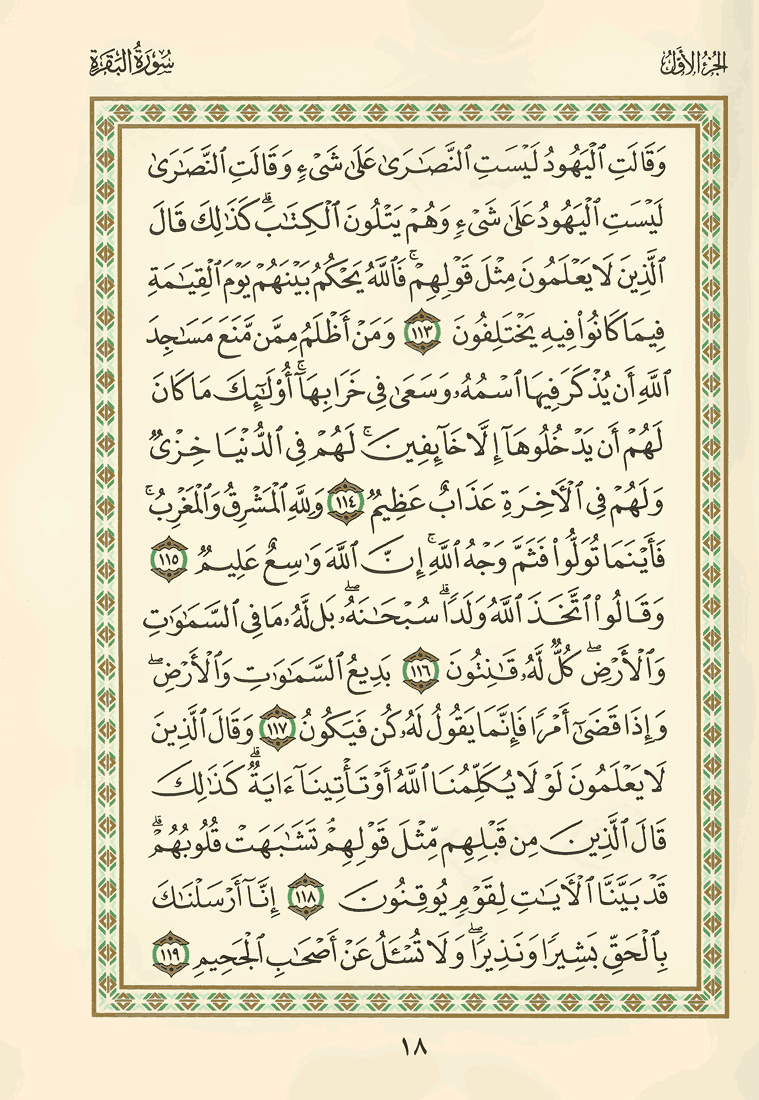 الجزء الأول
سورة البقرة
وَقَالَتِ ٱلْيَهُودُ لَيْسَتِ ٱلنَّصَـٰرَىٰ عَلَىٰ شَىْءٍ وَقَالَتِ ٱلنَّصَـٰرَىٰ
لَيْسَتِ ٱلْيَهُودُ عَلَىٰ شَىْءٍ وَهُمْ يَتْلُونَ ٱلْكِتَـٰبَ ۗ كَذَٰلِكَ قَالَ
ٱلَّذِينَ لَا يَعْلَمُونَ مِثْلَ قَوْلِهِمْ ۚ فَٱللَّهُ يَحْكُمُ بَيْنَهُمْ يَوْمَ ٱلْقِيَـٰمَةِ
فِيمَا كَانُوا۟ فِيهِ يَخْتَلِفُونَ ١١٣ وَمَنْ أَظْلَمُ مِمَّن مَّنَعَ مَسَـٰجِدَ
ٱللَّهِ أَن يُذْكَرَ فِيهَا ٱسْمُهُۥ وَسَعَىٰ فِى خَرَابِهَآ ۚ أُو۟لَـٰٓئِكَ مَا كَانَ
لَهُمْ أَن يَدْخُلُوهَآ إِلَّا خَآئِفِينَ ۚ لَهُمْ فِى ٱلدُّنْيَا خِزْىٌ
وَلَهُمْ فِى ٱلْـَٔاخِرَةِ عَذَابٌ عَظِيمٌ ١١٤ وَلِلَّهِ ٱلْمَشْرِقُ وَٱلْمَغْرِبُ ۚ
فَأَيْنَمَا تُوَلُّوا۟ فَثَمَّ وَجْهُ ٱللَّهِ ۚ إِنَّ ٱللَّهَ وَٰسِعٌ عَلِيمٌ ١١٥
وَقَالُوا۟ ٱتَّخَذَ ٱللَّهُ وَلَدًا ۗ سُبْحَـٰنَهُۥ ۖ بَل لَّهُۥ مَا فِى ٱلسَّمَـٰوَٰتِ
وَٱلْأَرْضِ ۖ كُلٌّ لَّهُۥ قَـٰنِتُونَ ١١٦ بَدِيعُ ٱلسَّمَـٰوَٰتِ وَٱلْأَرْضِ ۖ
وَإِذَا قَضَىٰٓ أَمْرًا فَإِنَّمَا يَقُولُ لَهُۥ كُن فَيَكُونُ ١١٧ وَقَالَ ٱلَّذِينَ
لَا يَعْلَمُونَ لَوْلَا يُكَلِّمُنَا ٱللَّهُ أَوْ تَأْتِينَآ ءَايَةٌ ۗ كَذَٰلِكَ
قَالَ ٱلَّذِينَ مِن قَبْلِهِم مِّثْلَ قَوْلِهِمْ ۘ تَشَـٰبَهَتْ قُلُوبُهُمْ ۗ
قَدْ بَيَّنَّا ٱلْـَٔايَـٰتِ لِقَوْمٍ يُوقِنُونَ ١١٨ إِنَّآ أَرْسَلْنَـٰكَ
بِٱلْحَقِّ بَشِيرًا وَنَذِيرًا ۖ وَلَا تُسْـَٔلُ عَنْ أَصْحَـٰبِ ٱلْجَحِيمِ ١١٩
١٨